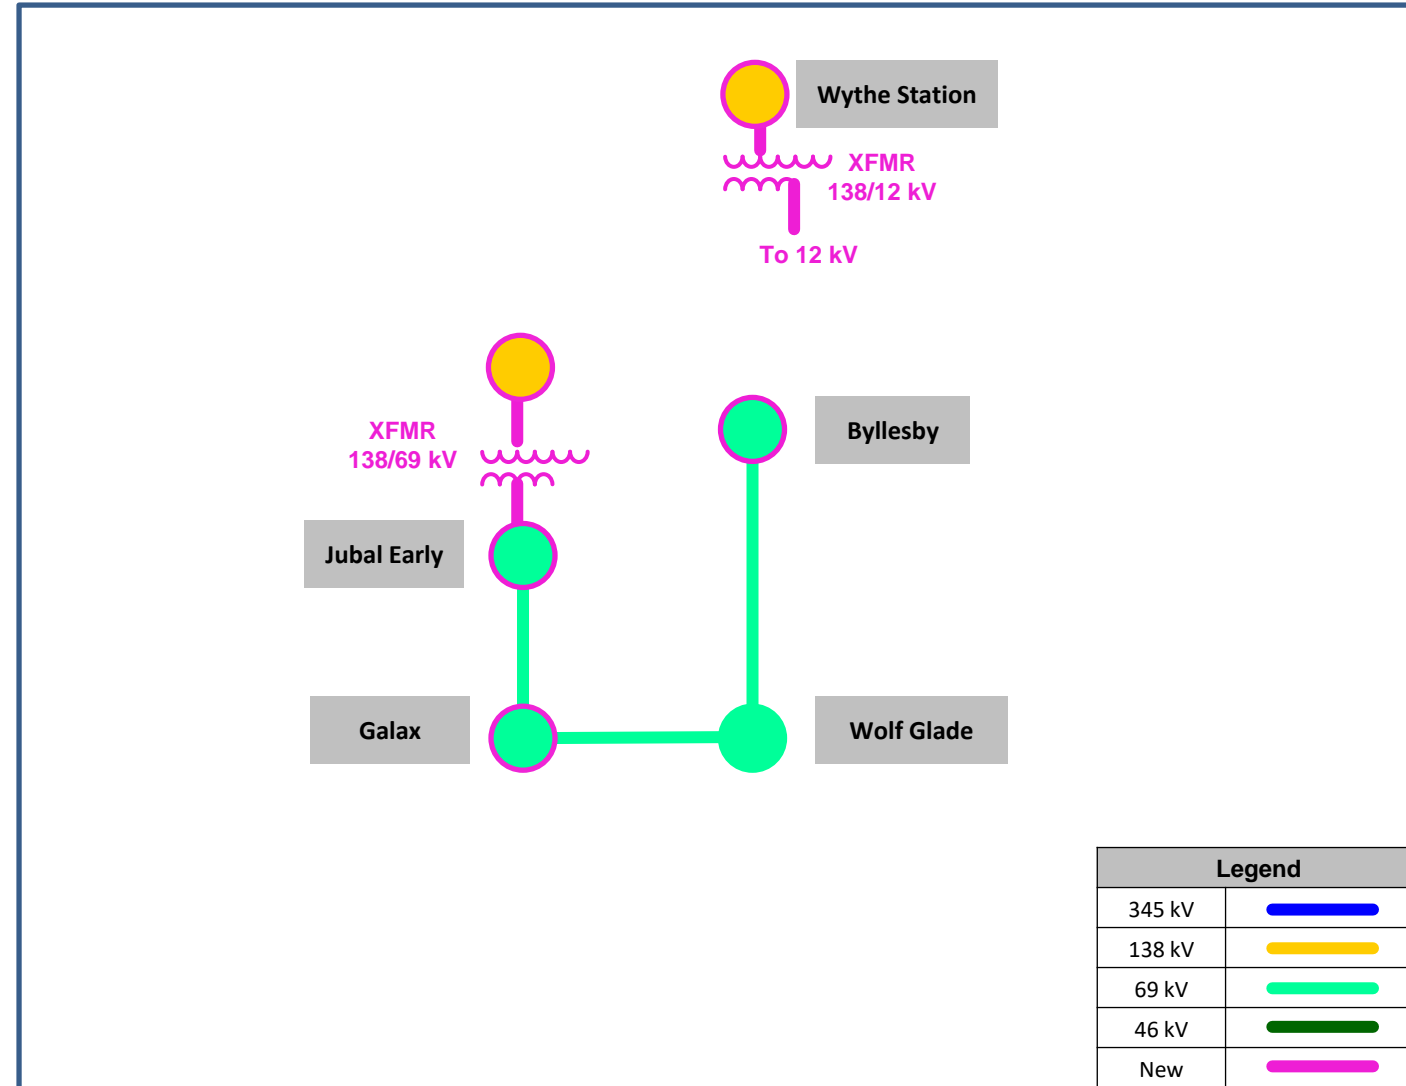 Wythe Station
XFMR
138/12 kV
To 12 kV
XFMR
138/69 kV
Byllesby
Jubal Early
Galax
Wolf Glade
Legend
345 kV
138 kV
69 kV
46 kV
New